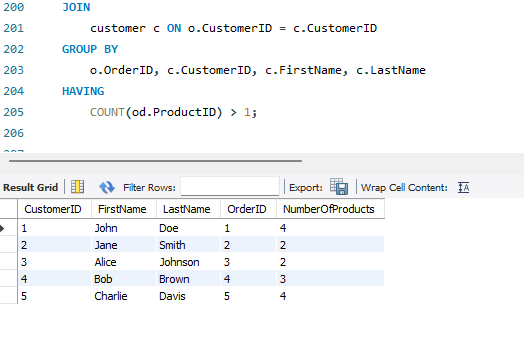 200 JOIN
201 customer c ON o.CustomerID = c.CustomerID
202 GROUP BY
203 o.OrderID, c.CustomerID, c.FirstName, c.LastName
204 HAVING
205 COUNT(od.ProductID) > 1;
206
Result Grid Filter Rows: Export: Wrap Cell Content: IA
CustomerID FirstName LastName OrderID NumberOfProducts
1 John Doe 1 4
2 Jane Smith 2 2
3 Alice Johnson 3 2
4 Bob Brown 4 3
5 Charlie Davis 5 4